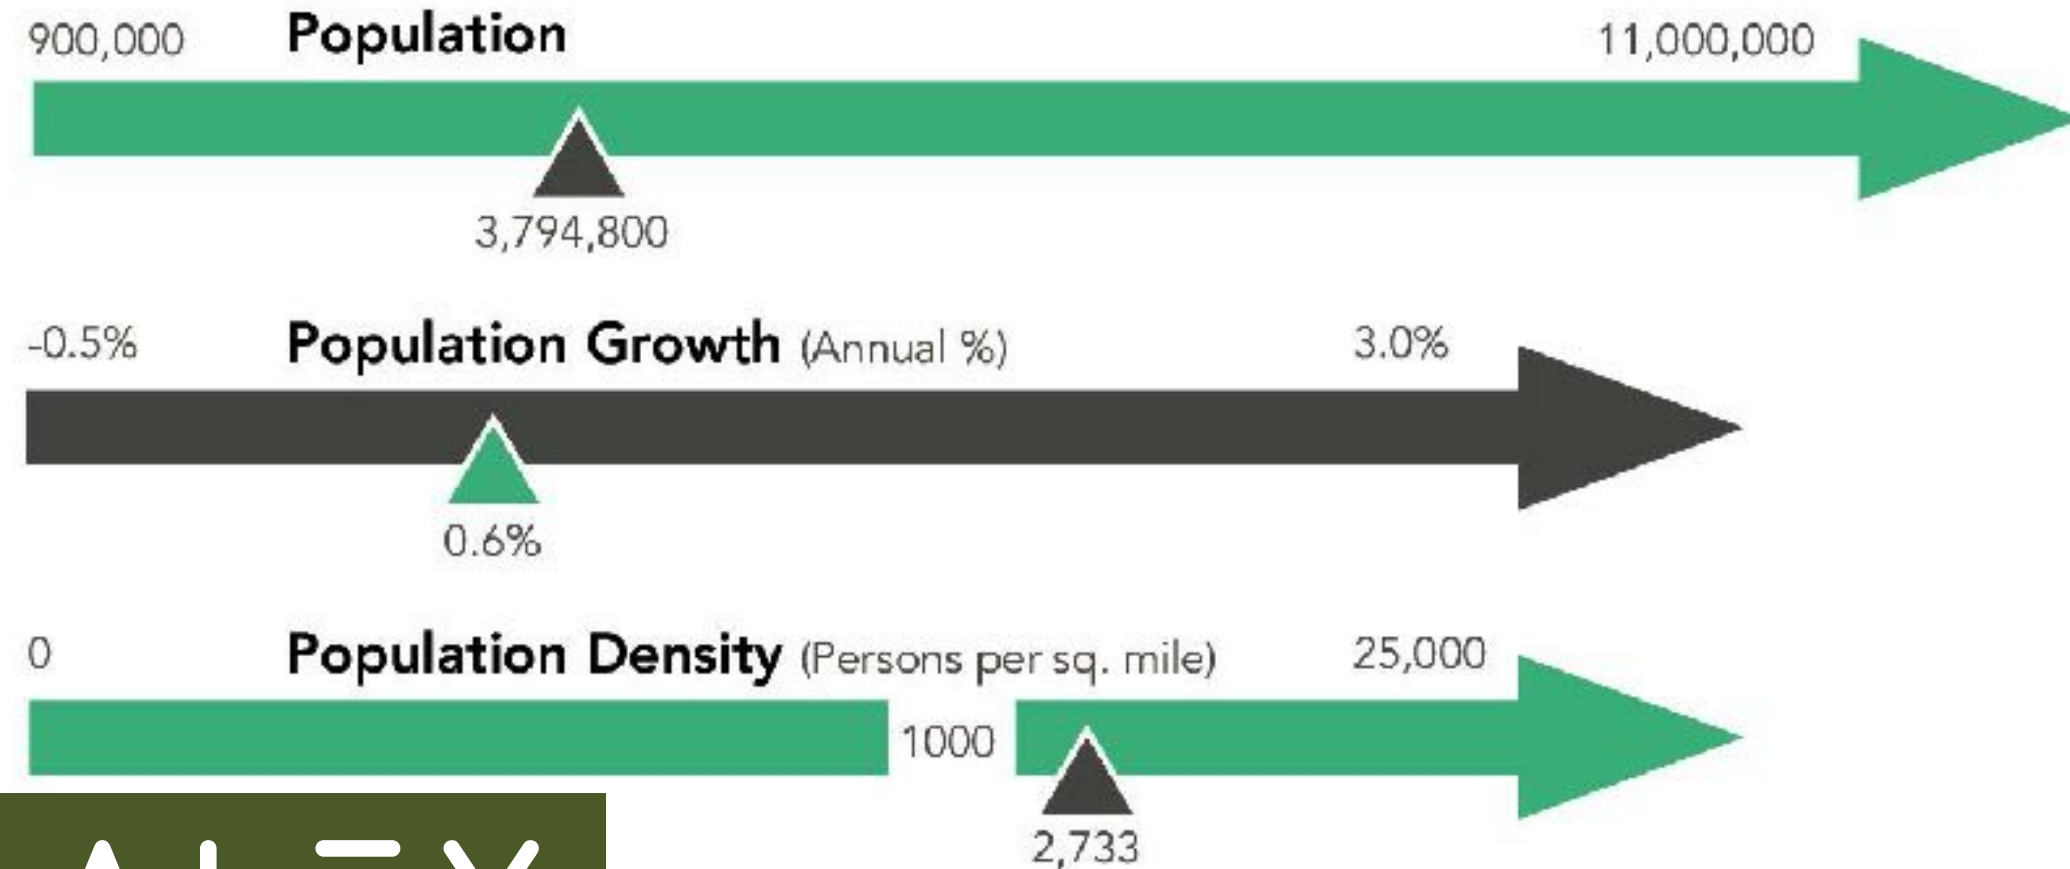 900,000 Population 11,000,000
3,794,800
-0.5% Population Growth (Annual %) 3.0%
0.6%
0 Population Density (Persons per sq. mile) 25,000
1000
2,733